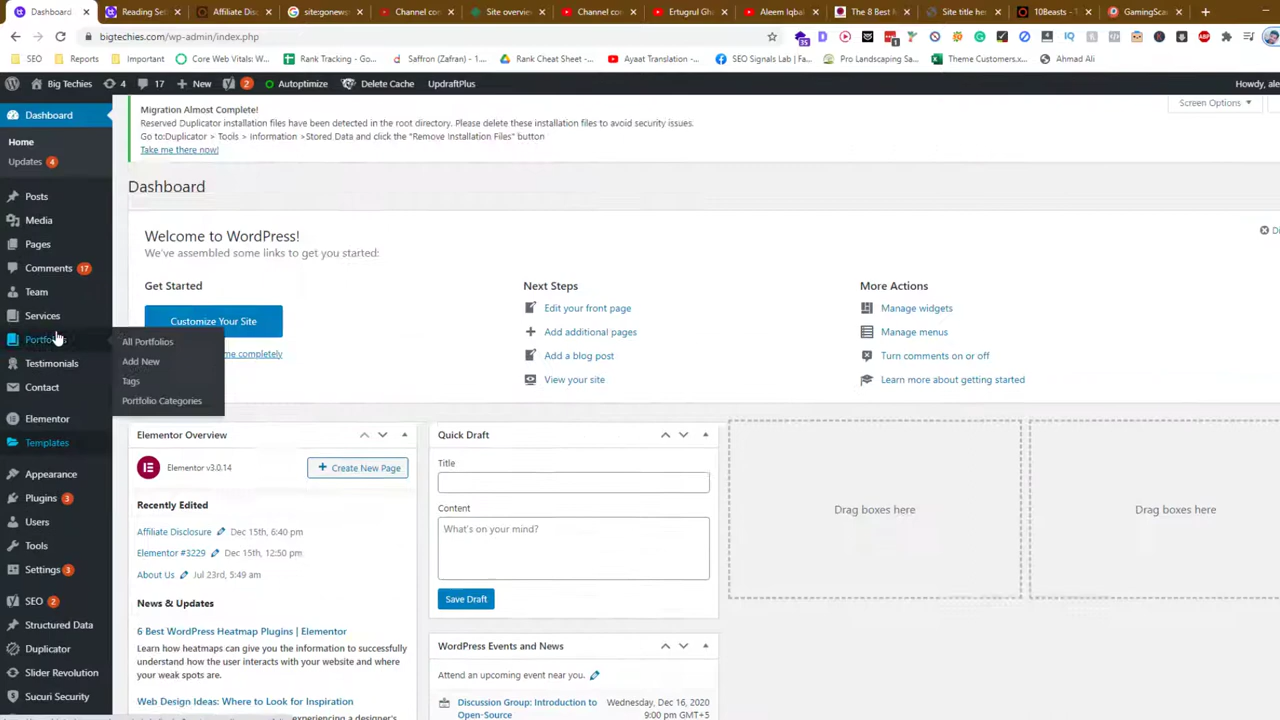 Dashboard
Reading Set
Affiliate Disc
site:gonews
Channel con
Site overview
Channel con
Ertugrul Gh
Aleem Iqbal
The 8 Best M
Site title her
10Beasts - T
GamingSca
bigtechies.com/wp-admin/index.php
35
1
SEO
Reports
Important
Core Web Vitals: W...
Rank Tracking - Go...
Saffron (Zafran) - 1...
Rank Cheat Sheet -...
Ayaat Translation -...
SEO Signals Lab | Fa...
Pro Landscaping Sa...
Theme Customers.x...
Ahmad Ali
Big Techies
4
17
New
2
Autoptimize
Delete Cache
UpdraftPlus
Howdy, ale
Screen Options
Migration Almost Complete!
Reserved Duplicator installation files have been detected in the root directory. Please delete these installation files to avoid security issues.
Go to:Duplicator > Tools > Information >Stored Data and click the "Remove Installation Files" button
Take me there now!
Dashboard
Home
Updates 4
Posts
Media
Pages
Comments 17
Team
Services
Portfolios
Testimonials
Contact
Elementor
Templates
Appearance
Plugins 3
Users
Tools
Settings 3
SEO 2
Structured Data
Duplicator
Slider Revolution
Sucuri Security
All Portfolios
Add New
Tags
Portfolio Categories
Dashboard
Welcome to WordPress!
We've assembled some links to get you started:
Di
Get Started
Customize Your Site
me completely
Next Steps
Edit your front page
Add additional pages
Add a blog post
View your site
More Actions
Manage widgets
Manage menus
Turn comments on or off
Learn more about getting started
Elementor Overview
Elementor v3.0.14
Create New Page
Recently Edited
Affiliate Disclosure Dec 15th, 6:40 pm
Elementor #3229 Dec 15th, 12:50 pm
About Us Jul 23rd, 5:49 am
News & Updates
6 Best WordPress Heatmap Plugins | Elementor
Learn how heatmaps can give you the information to successfully
understand how the user interacts with your website and where
your weak spots are.
Web Design Ideas: Where to Look for Inspiration
Quick Draft
Title
Content
What's on your mind?
Save Draft
WordPress Events and News
Attend an upcoming event near you.
Discussion Group: Introduction to
Open-Source
Wednesday, Dec 16, 2020
9:00 pm GMT+5
Drag boxes here
Drag boxes here